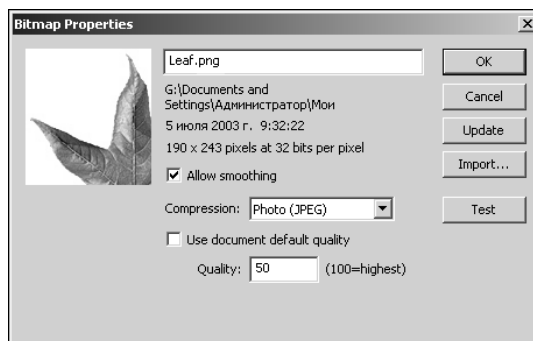 Bitmap Properties
Leaf.png
OK
G:\Documents and
Settings\Администратор\Мои
Cancel
5 июля 2003 г. 9:32:22
Update
190 x 243 pixels at 32 bits per pixel
Import...
Allow smoothing
Compression: Photo (JPEG)
Test
Use document default quality
Quality: 50 (100=highest)